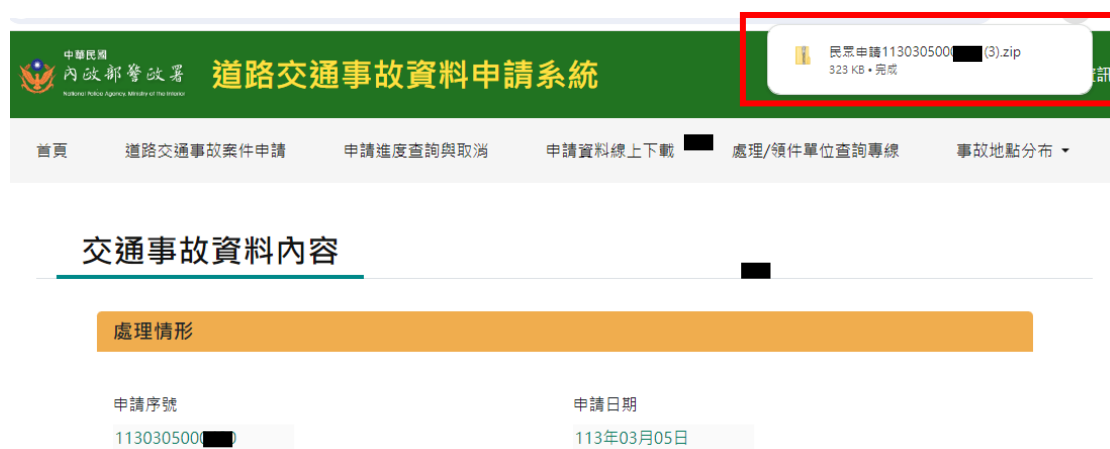 民眾申請1130305000 (3).zip
323 KB • 完成
中華民國
內政部警政署
National Police Agency, Ministry of the Interior
道路交通事故資料申請系統
訊
首頁 道路交通事故案件申請 申請進度查詢與取消 申請資料線上下載 處理/領件單位查詢專線 事故地點分布
交通事故資料內容
處理情形
申請序號 申請日期
1130305000 113年03月05日